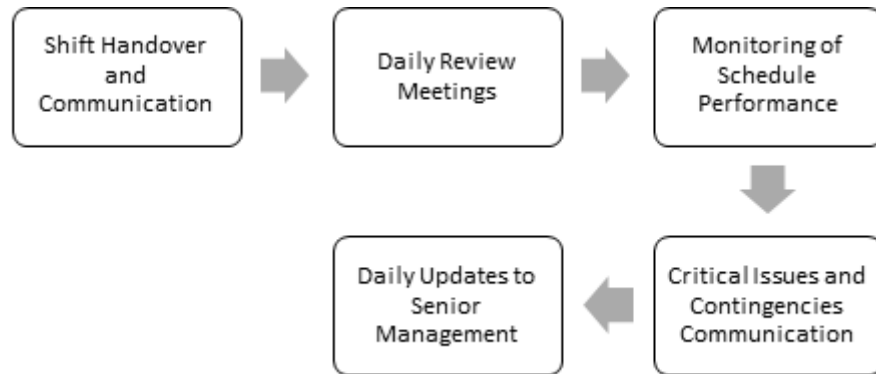 Shift Handover
and
Communication
Daily Review
Meetings
Monitoring of
Schedule
Performance
Critical Issues and
Contingencies
Communication
Daily Updates to
Senior
Management